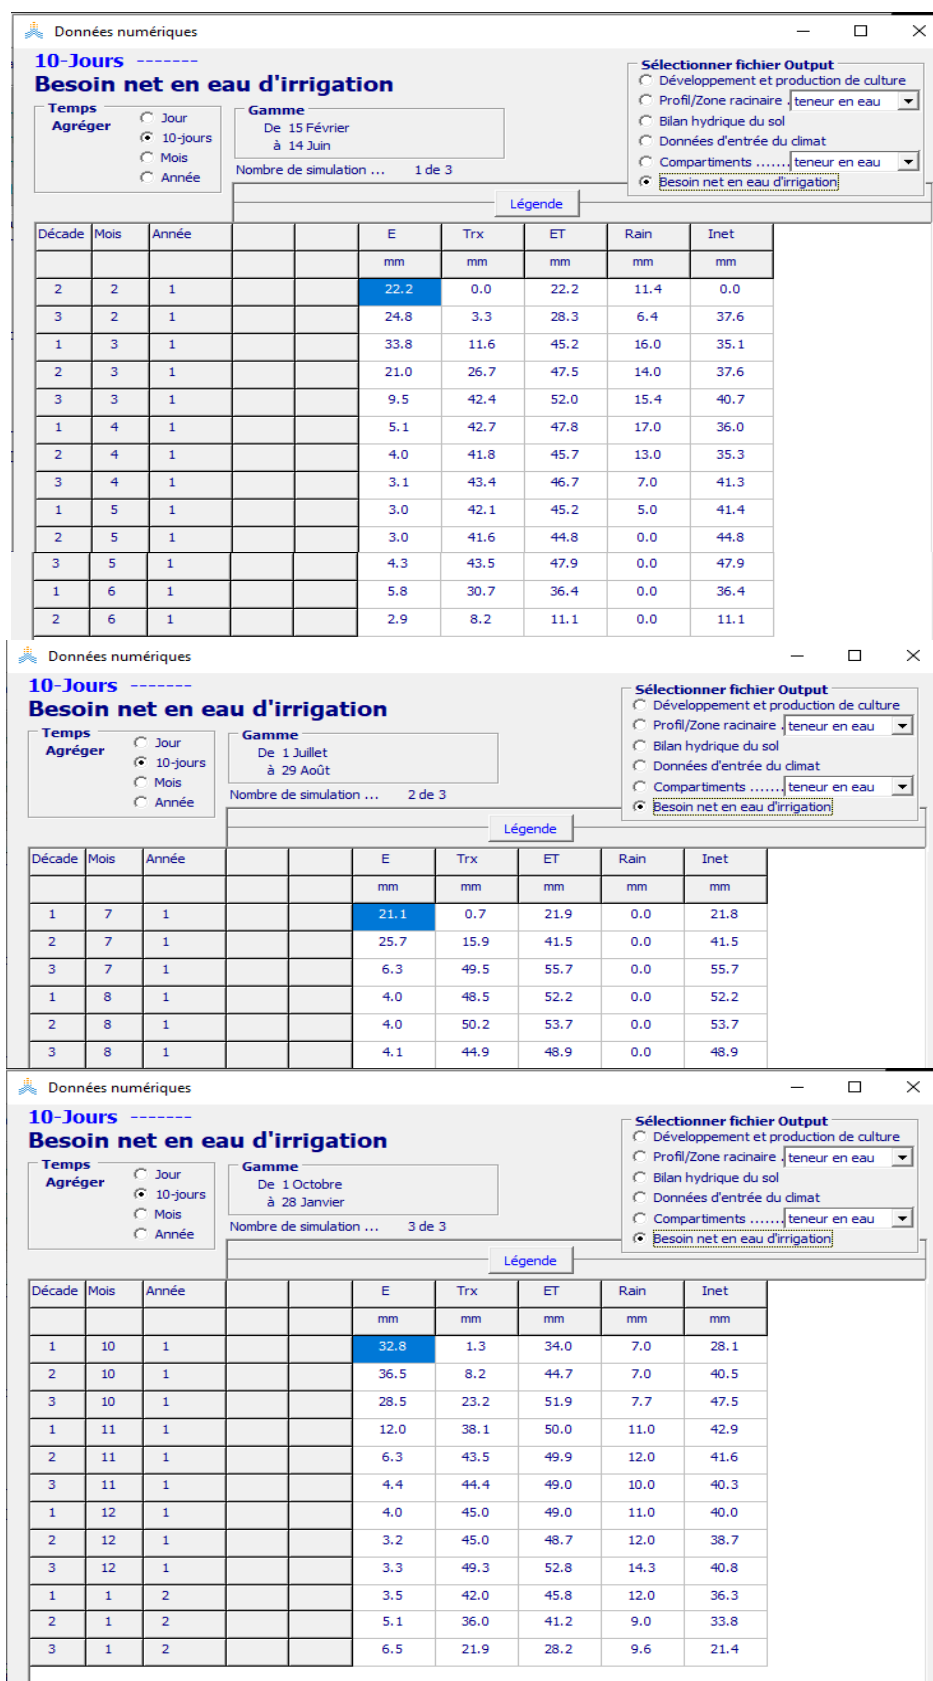 Données numériques
10-Jours -------
Besoin net en eau d'irrigation
Temps
Agréger
Jour
10-jours
Mois
Année
Gamme
De 15 Février
à 14 Juin
Nombre de simulation ... 1 de 3
Sélectionner fichier Output
Développement et production de culture
Profil/Zone racinaire . teneur en eau
Bilan hydrique du sol
Données d'entrée du climat
Compartiments ....... teneur en eau
Besoin net en eau d'irrigation
Légende
Décade Mois Année E Trx ET Rain Inet
mm mm mm mm mm
2 2 1 22.2 0.0 22.2 11.4 0.0
3 2 1 24.8 3.3 28.3 6.4 37.6
1 3 1 33.8 11.6 45.2 16.0 35.1
2 3 1 21.0 26.7 47.5 14.0 37.6
3 3 1 9.5 42.4 52.0 15.4 40.7
1 4 1 5.1 42.7 47.8 17.0 36.0
2 4 1 4.0 41.8 45.7 13.0 35.3
3 4 1 3.1 43.4 46.7 7.0 41.3
1 5 1 3.0 42.1 45.2 5.0 41.4
2 5 1 3.0 41.6 44.8 0.0 44.8
3 5 1 4.3 43.5 47.9 0.0 47.9
1 6 1 5.8 30.7 36.4 0.0 36.4
2 6 1 2.9 8.2 11.1 0.0 11.1
Données numériques
10-Jours -------
Besoin net en eau d'irrigation
Temps
Agréger
Jour
10-jours
Mois
Année
Gamme
De 1 Juillet
à 29 Août
Nombre de simulation ... 2 de 3
Sélectionner fichier Output
Développement et production de culture
Profil/Zone racinaire . teneur en eau
Bilan hydrique du sol
Données d'entrée du climat
Compartiments ....... teneur en eau
Besoin net en eau d'irrigation
Légende
Décade Mois Année E Trx ET Rain Inet
mm mm mm mm mm
1 7 1 21.1 0.7 21.9 0.0 21.8
2 7 1 25.7 15.9 41.5 0.0 41.5
3 7 1 6.3 49.5 55.7 0.0 55.7
1 8 1 4.0 48.5 52.2 0.0 52.2
2 8 1 4.0 50.2 53.7 0.0 53.7
3 8 1 4.1 44.9 48.9 0.0 48.9
Données numériques
10-Jours -------
Besoin net en eau d'irrigation
Temps
Agréger
Jour
10-jours
Mois
Année
Gamme
De 1 Octobre
à 28 Janvier
Nombre de simulation ... 3 de 3
Sélectionner fichier Output
Développement et production de culture
Profil/Zone racinaire . teneur en eau
Bilan hydrique du sol
Données d'entrée du climat
Compartiments ....... teneur en eau
Besoin net en eau d'irrigation
Légende
Décade Mois Année E Trx ET Rain Inet
mm mm mm mm mm
1 10 1 32.8 1.3 34.0 7.0 28.1
2 10 1 36.5 8.2 44.7 7.0 40.5
3 10 1 28.5 23.2 51.9 7.7 47.5
1 11 1 12.0 38.1 50.0 11.0 42.9
2 11 1 6.3 43.5 49.9 12.0 41.6
3 11 1 4.4 44.4 49.0 10.0 40.3
1 12 1 4.0 45.0 49.0 11.0 40.0
2 12 1 3.2 45.0 48.7 12.0 38.7
3 12 1 3.3 49.3 52.8 14.3 40.8
1 1 2 3.5 42.0 45.8 12.0 36.3
2 1 2 5.1 36.0 41.2 9.0 33.8
3 1 2 6.5 21.9 28.2 9.6 21.4